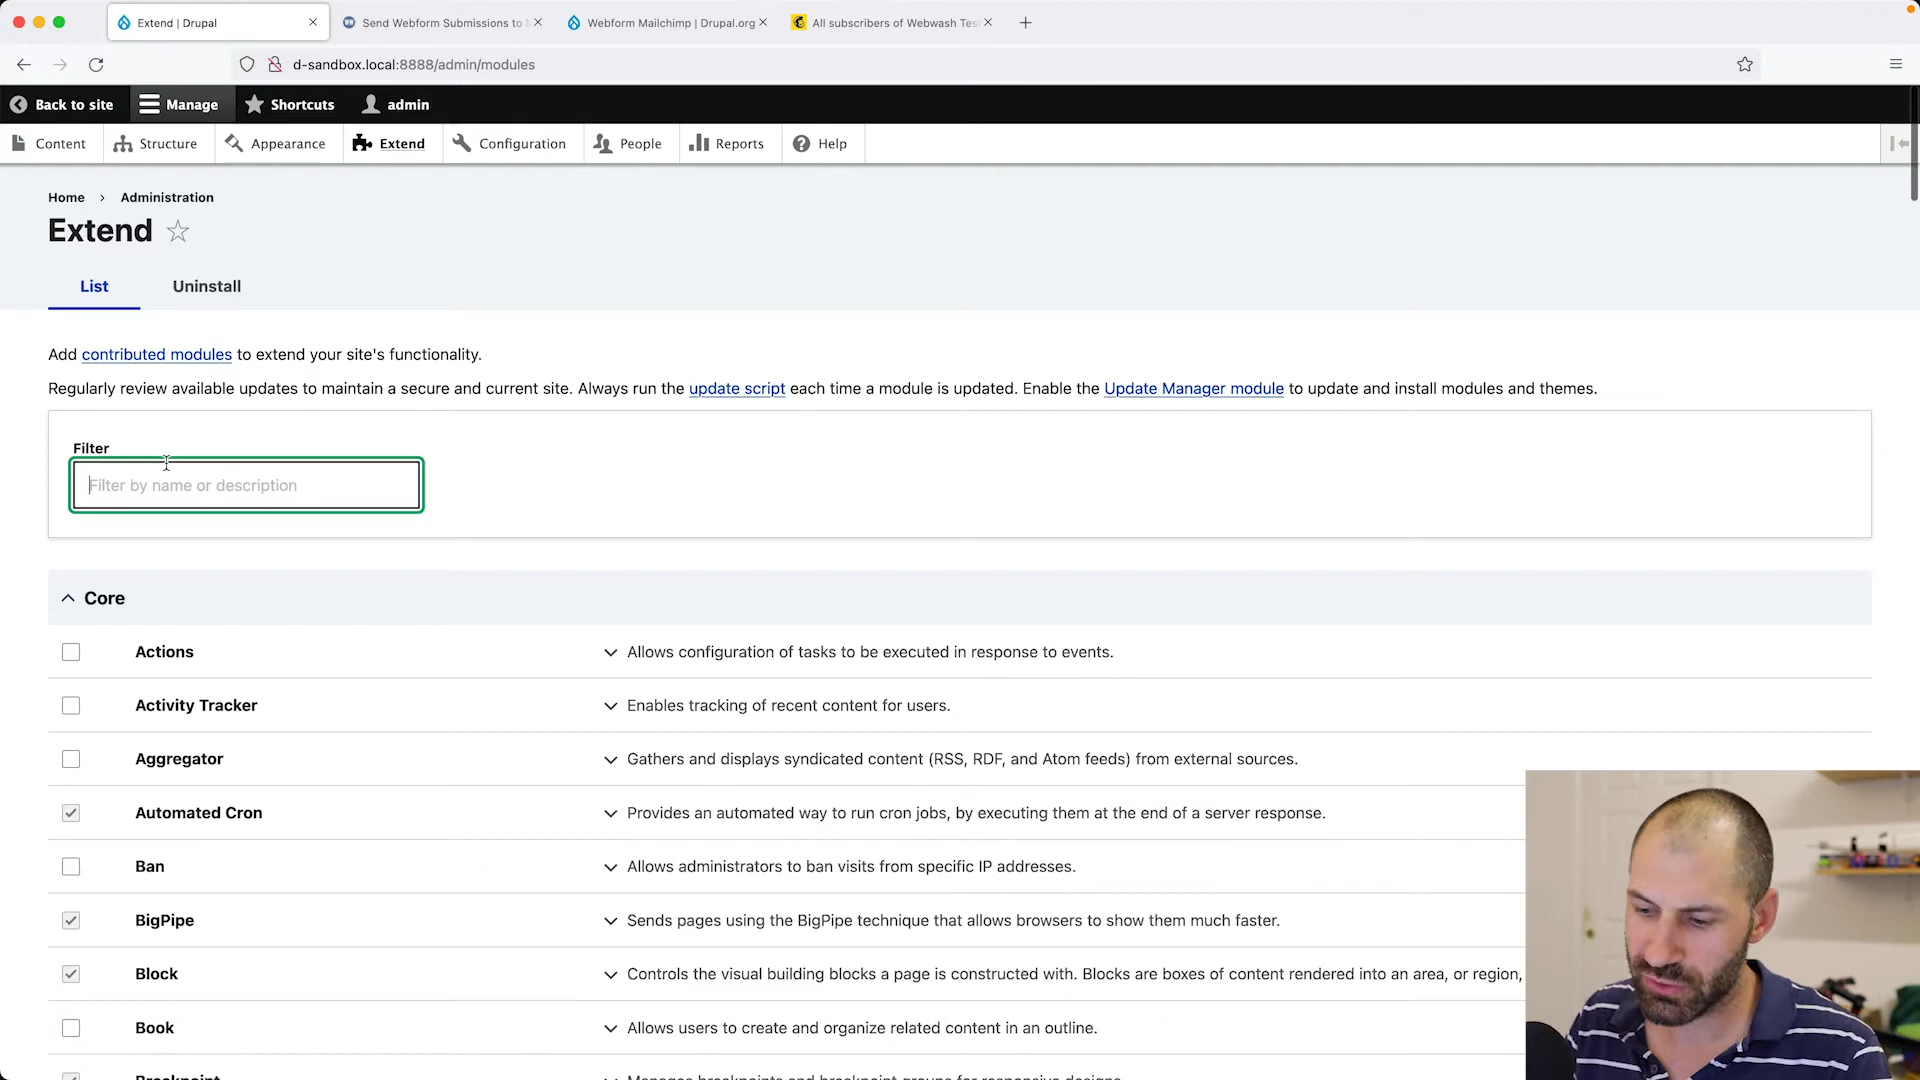 Extend | Drupal
Send Webform Submissions to
Webform Mailchimp | Drupal.org
All subscribers of Webwash Tes
d-sandbox.local:8888/admin/modules
Back to site
Manage
Shortcuts
admin
Content
Structure
Appearance
Extend
Configuration
People
Reports
Help
Home › Administration
Extend
List
Uninstall
Add contributed modules to extend your site's functionality.
Regularly review available updates to maintain a secure and current site. Always run the update script each time a module is updated. Enable the Update Manager module to update and install modules and themes.
Filter
Filter by name or description
Core
Actions
Allows configuration of tasks to be executed in response to events.
Activity Tracker
Enables tracking of recent content for users.
Aggregator
Gathers and displays syndicated content (RSS, RDF, and Atom feeds) from external sources.
Automated Cron
Provides an automated way to run cron jobs, by executing them at the end of a server response.
Ban
Allows administrators to ban visits from specific IP addresses.
BigPipe
Sends pages using the BigPipe technique that allows browsers to show them much faster.
Block
Controls the visual building blocks a page is constructed with. Blocks are boxes of content rendered into an area, or region,
Book
Allows users to create and organize related content in an outline.
Breakpoint
Manages breakpoints and breakpoint groups for responsive designs.